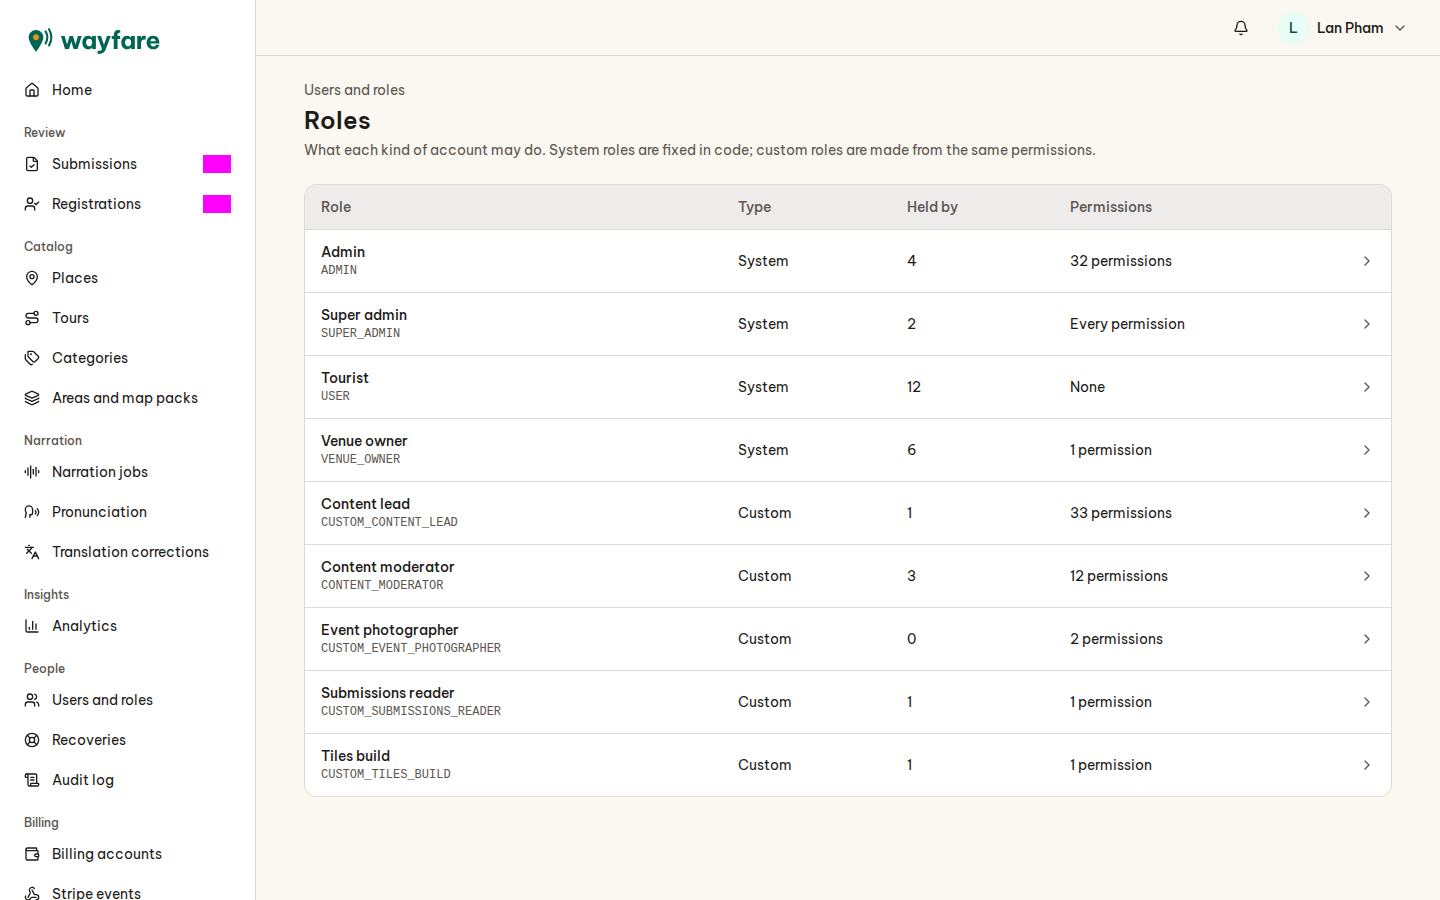 wayfare
Home
Review
Submissions
Registrations
Catalog
Places
Tours
Categories
Areas and map packs
Narration
Narration jobs
Pronunciation
Translation corrections
Insights
Analytics
People
Users and roles
Recoveries
Audit log
Billing
Billing accounts
Stripe events
L Lan Pham
Users and roles
Roles
What each kind of account may do. System roles are fixed in code; custom roles are made from the same permissions.
Role Type Held by Permissions
Admin
ADMIN
System 4 32 permissions
Super admin
SUPER_ADMIN
System 2 Every permission
Tourist
USER
System 12 None
Venue owner
VENUE_OWNER
System 6 1 permission
Content lead
CUSTOM_CONTENT_LEAD
Custom 1 33 permissions
Content moderator
CONTENT_MODERATOR
Custom 3 12 permissions
Event photographer
CUSTOM_EVENT_PHOTOGRAPHER
Custom 0 2 permissions
Submissions reader
CUSTOM_SUBMISSIONS_READER
Custom 1 1 permission
Tiles build
CUSTOM_TILES_BUILD
Custom 1 1 permission